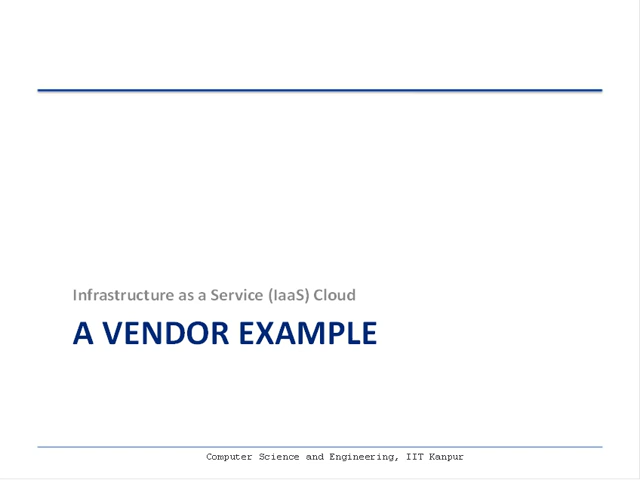 Infrastructure as a Service (IaaS) Cloud
A VENDOR EXAMPLE
Computer Science and Engineering, IIT Kanpur